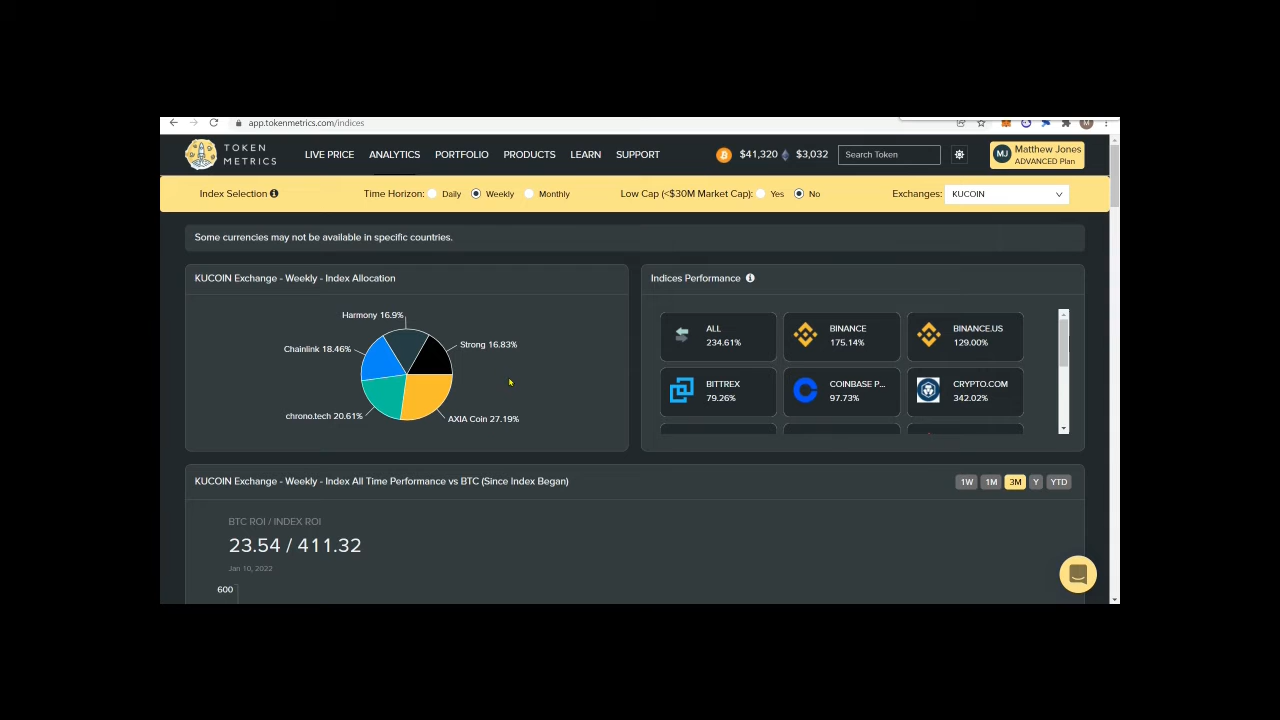 app.tokenmetrics.com/indices
M
TOKEN METRICS
LIVE PRICE ANALYTICS PORTFOLIO PRODUCTS LEARN SUPPORT
$41,320 $3,032
Search Token
MJ
Matthew Jones
ADVANCED Plan
Index Selection
Time Horizon: Daily Weekly Monthly
Low Cap (<$30M Market Cap): Yes No
Exchanges: KUCOIN
Some currencies may not be available in specific countries.
KUCOIN Exchange - Weekly - Index Allocation
Harmony 16.9%
Strong 16.83%
Chainlink 18.46%
chrono.tech 20.61%
AXIA Coin 27.19%
Indices Performance
ALL
234.61%
BINANCE
175.14%
BINANCE.US
129.00%
BITTREX
79.26%
COINBASE P...
97.73%
CRYPTO.COM
342.02%
KUCOIN Exchange - Weekly - Index All Time Performance vs BTC (Since Index Began)
1W 1M 3M Y YTD
BTC ROI / INDEX ROI
23.54 / 411.32
Jan 10, 2022
600